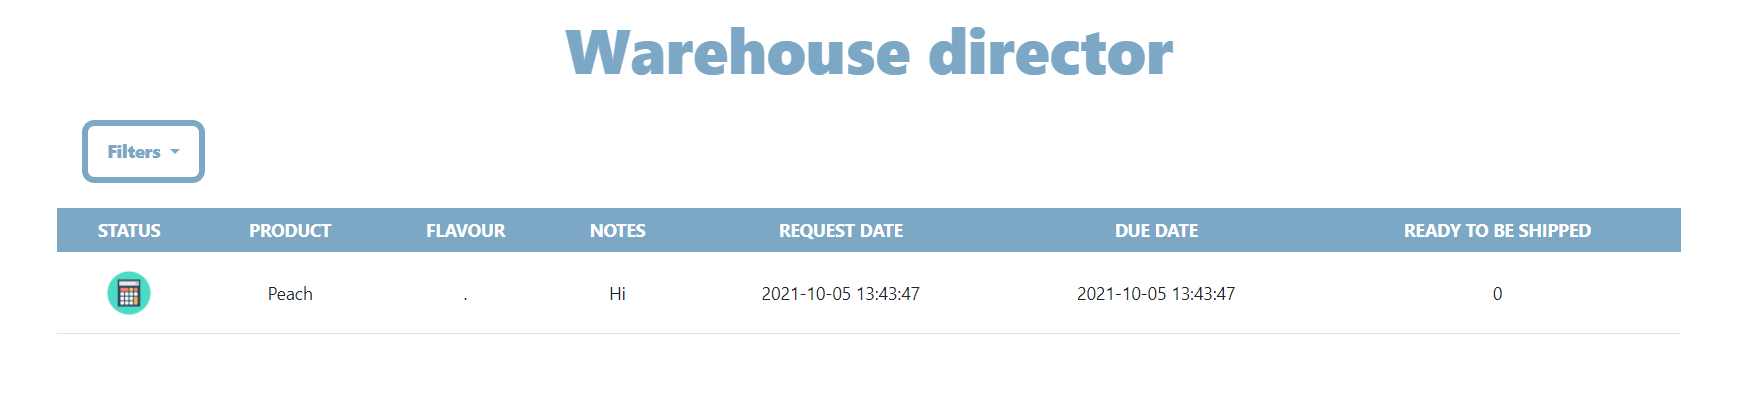 Warehouse director
Filters
STATUS PRODUCT FLAVOUR NOTES REQUEST DATE DUE DATE READY TO BE SHIPPED
Peach . Hi 2021-10-05 13:43:47 2021-10-05 13:43:47 0